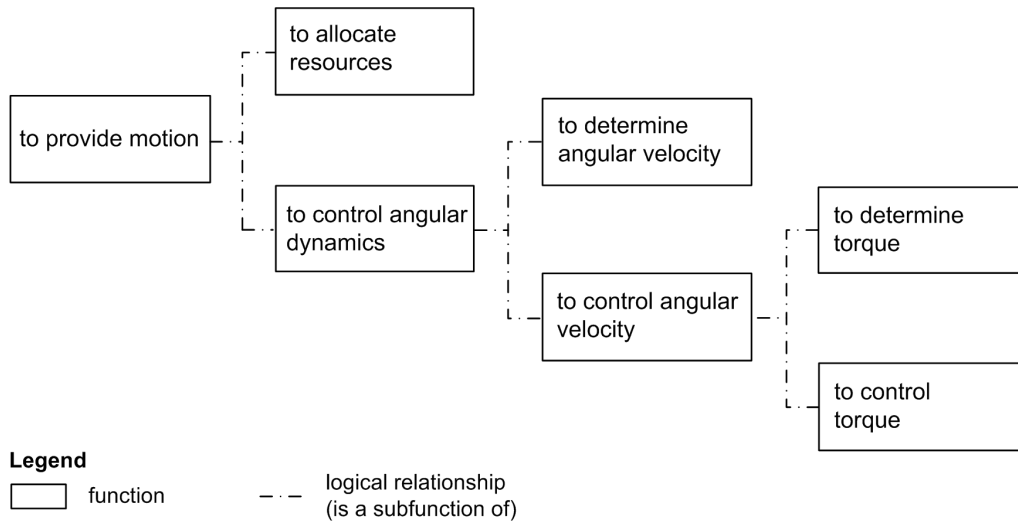 to allocate
resources
to provide motion
to determine
angular velocity
to control angular
dynamics
to determine
torque
to control angular
velocity
to control
torque
Legend
function
logical relationship
(is a subfunction of)